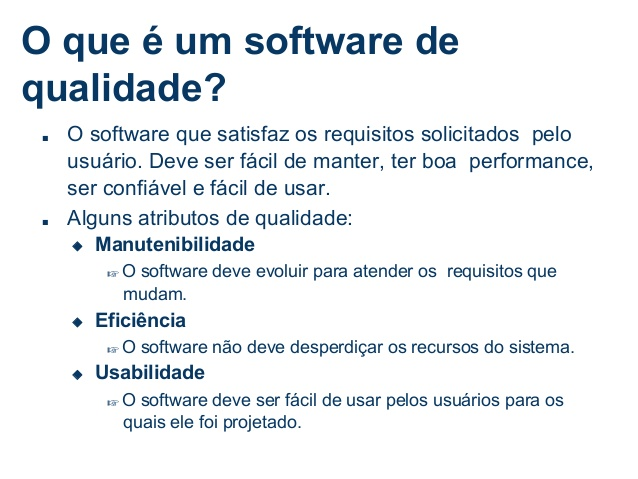 O que é um software de
qualidade?
■ O software que satisfaz os requisitos solicitados pelo
usuário. Deve ser fácil de manter, ter boa performance,
ser confiável e fácil de usar.
■ Alguns atributos de qualidade:
◆ Manutenibilidade
☞ O software deve evoluir para atender os requisitos que
mudam.
◆ Eficiência
☞ O software não deve desperdiçar os recursos do sistema.
◆ Usabilidade
☞ O software deve ser fácil de usar pelos usuários para os
quais ele foi projetado.